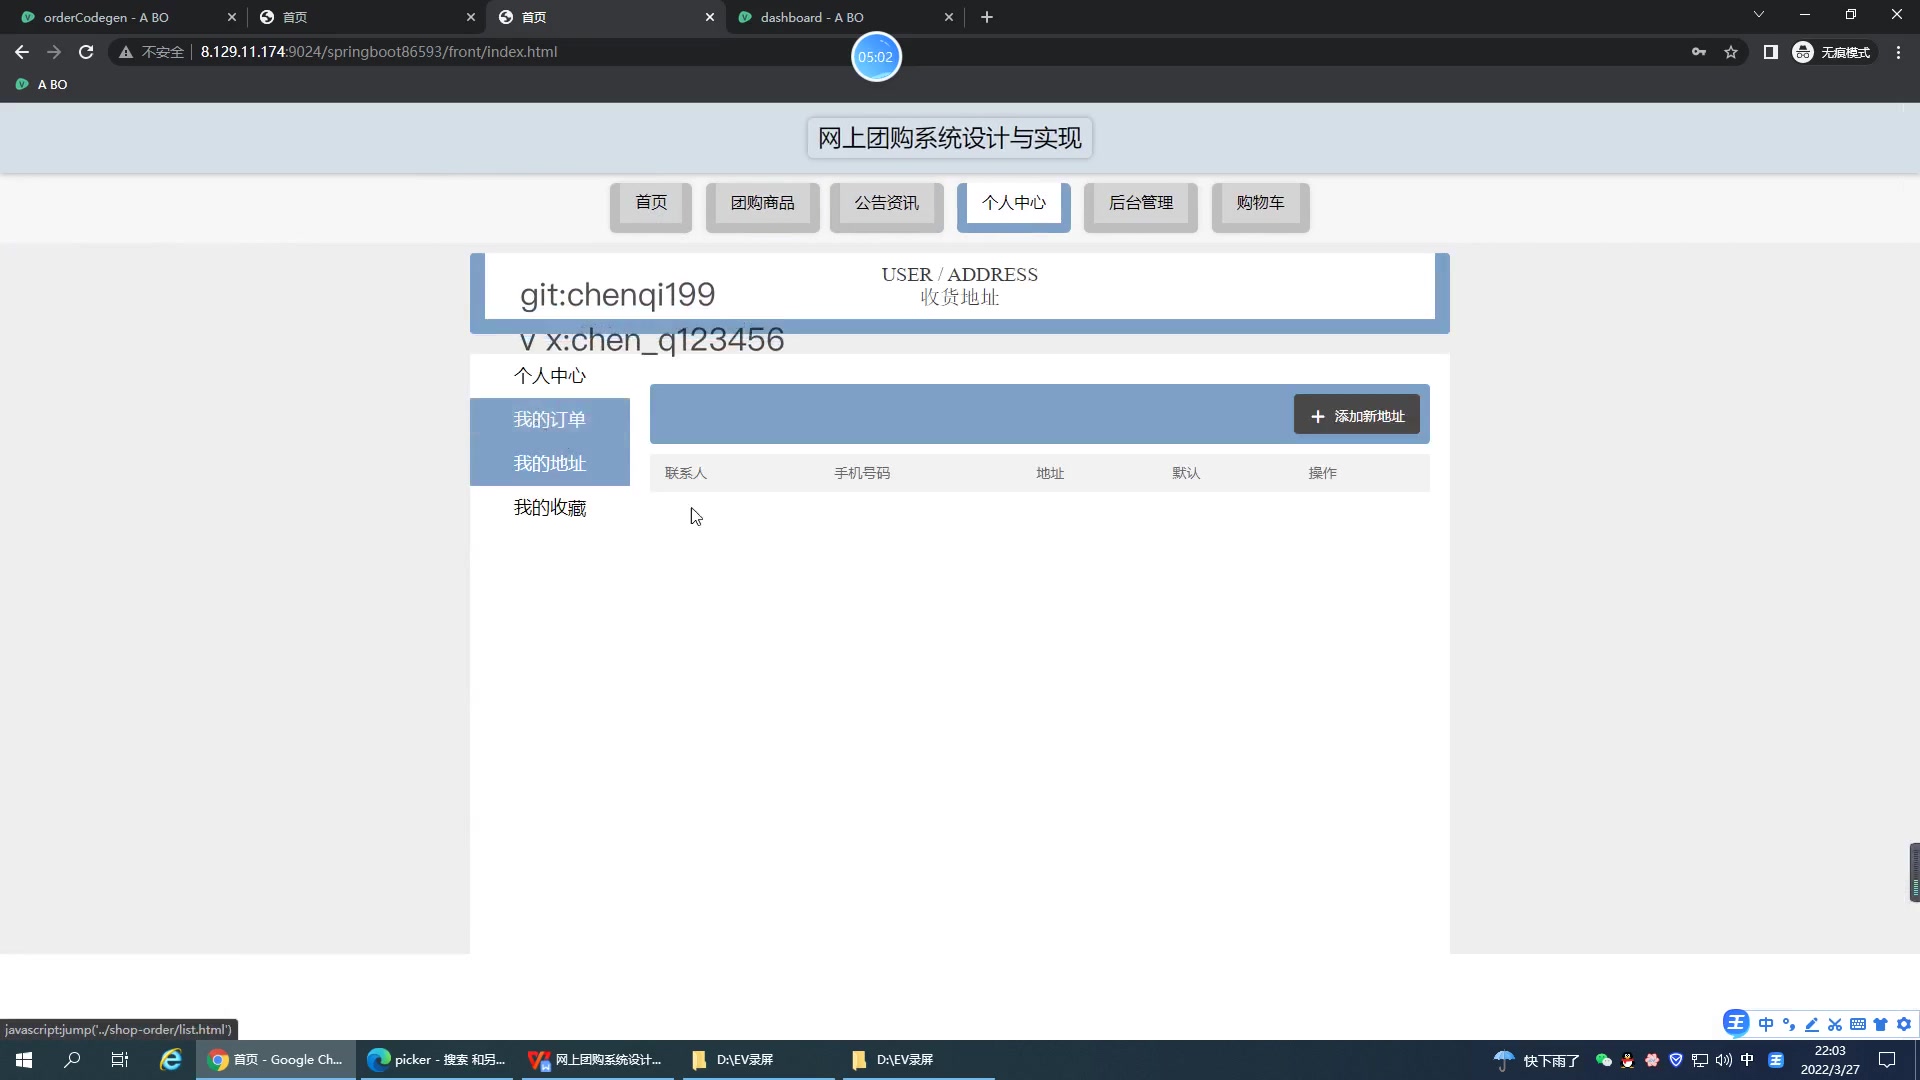 orderCodegen - A BO
首页
首页
dashboard - A BO
不安全
8.129.11.174:9024/springboot86593/front/index.html
05:02
无痕模式
A BO
网上团购系统设计与实现
首页
团购商品
公告资讯
个人中心
后台管理
购物车
USER / ADDRESS
收货地址
git:chenqi199
v x:chen_q123456
个人中心
我的订单
我的地址
我的收藏
添加新地址
联系人
手机号码
地址
默认
操作
javascript:jump('../shop-order/list.html')
王 中
首页 - Google Ch...
picker - 搜索 和另...
网上团购系统设计...
D:\EV录屏
D:\EV录屏
快下雨了
中
王
22:03
2022/3/27